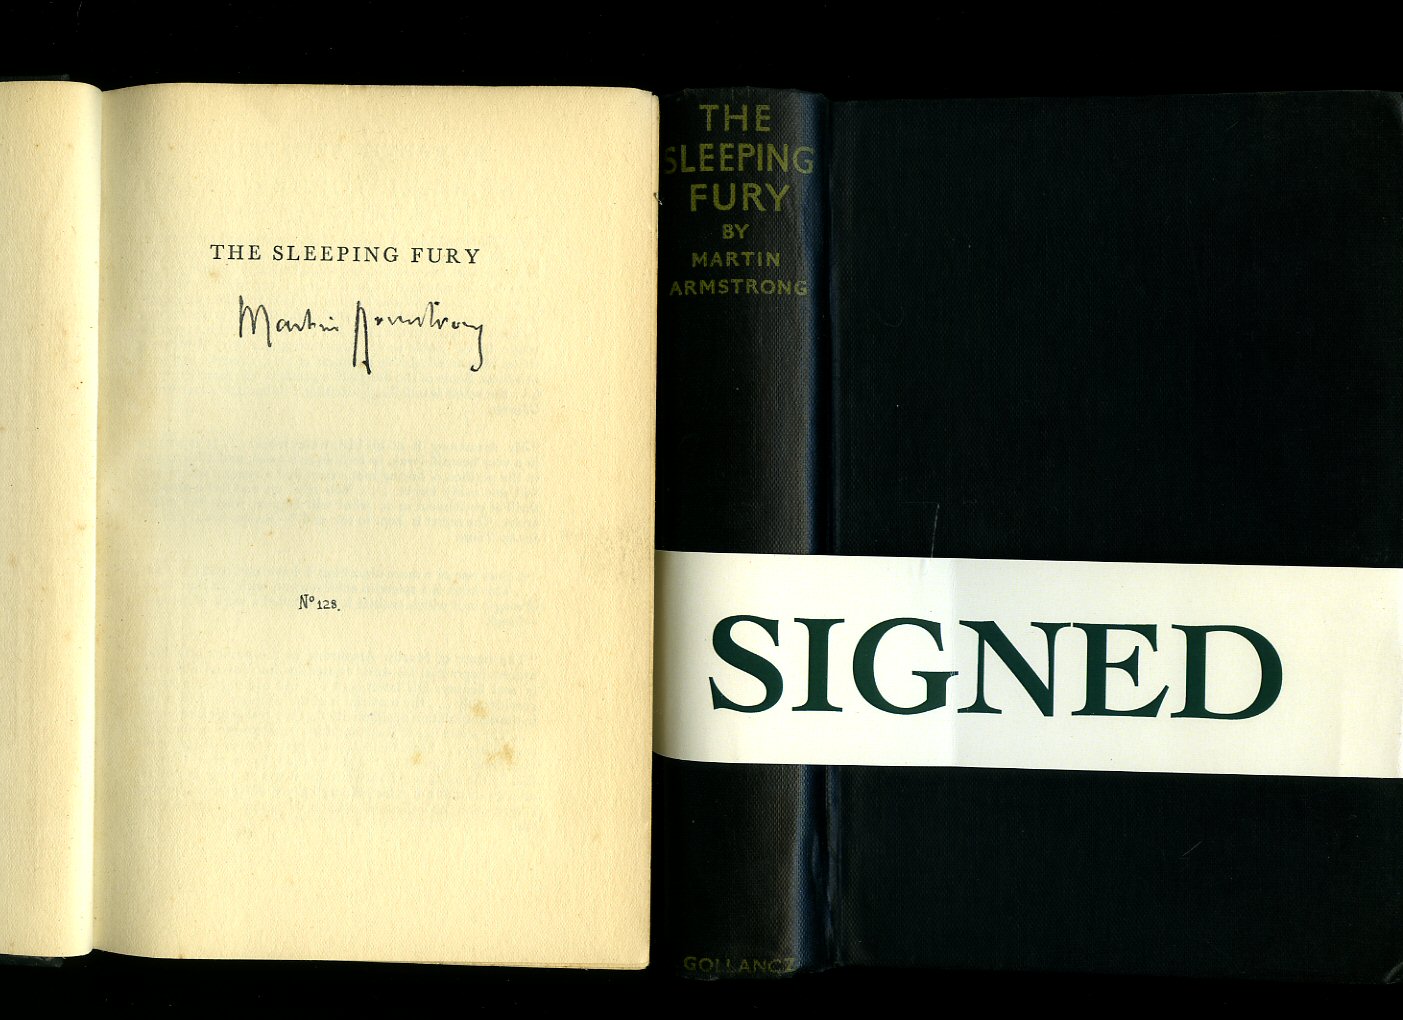 THE SLEEPING FURY
Martin Armstrong
Nº 128.
THE
SLEEPING
FURY
BY
MARTIN
ARMSTRONG
SIGNED
GOLLANCZ